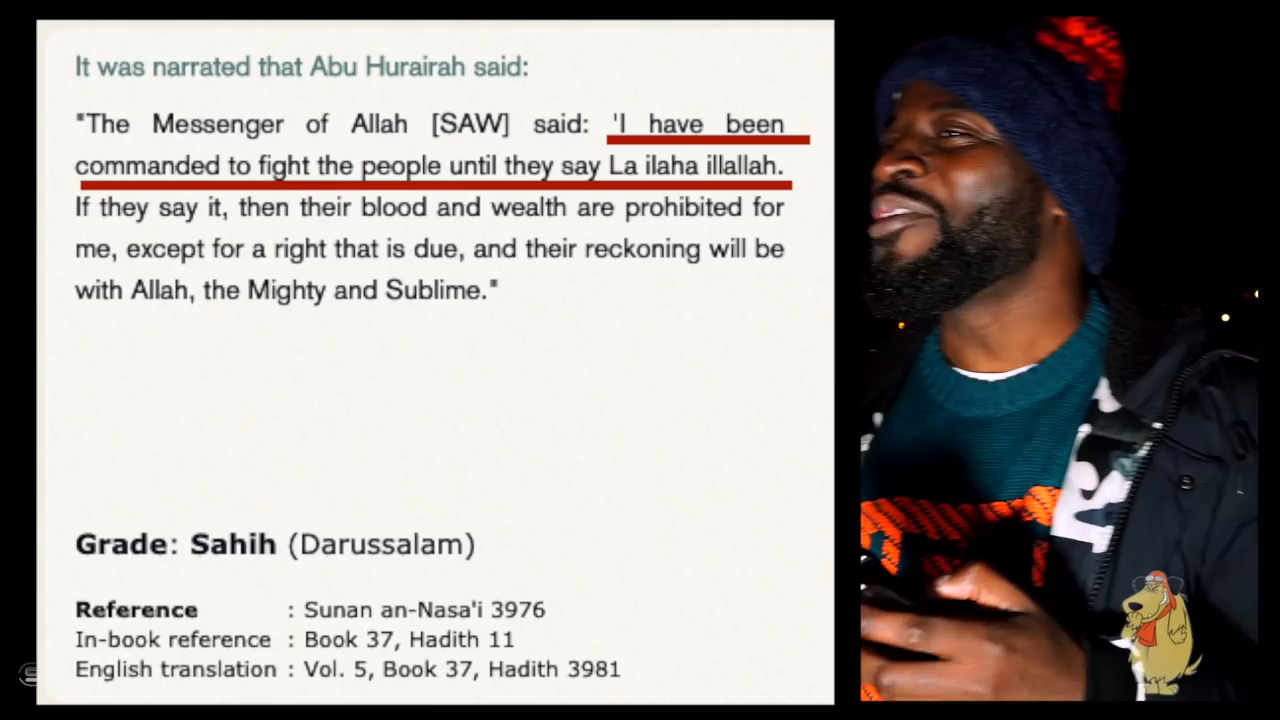 It was narrated that Abu Hurairah said:
"The Messenger of Allah [SAW] said: 'I have been
commanded to fight the people until they say La ilaha illallah.
If they say it, then their blood and wealth are prohibited for
me, except for a right that is due, and their reckoning will be
with Allah, the Mighty and Sublime."
Grade: Sahih (Darussalam)
Reference : Sunan an-Nasa'i 3976
In-book reference : Book 37, Hadith 11
English translation : Vol. 5, Book 37, Hadith 3981